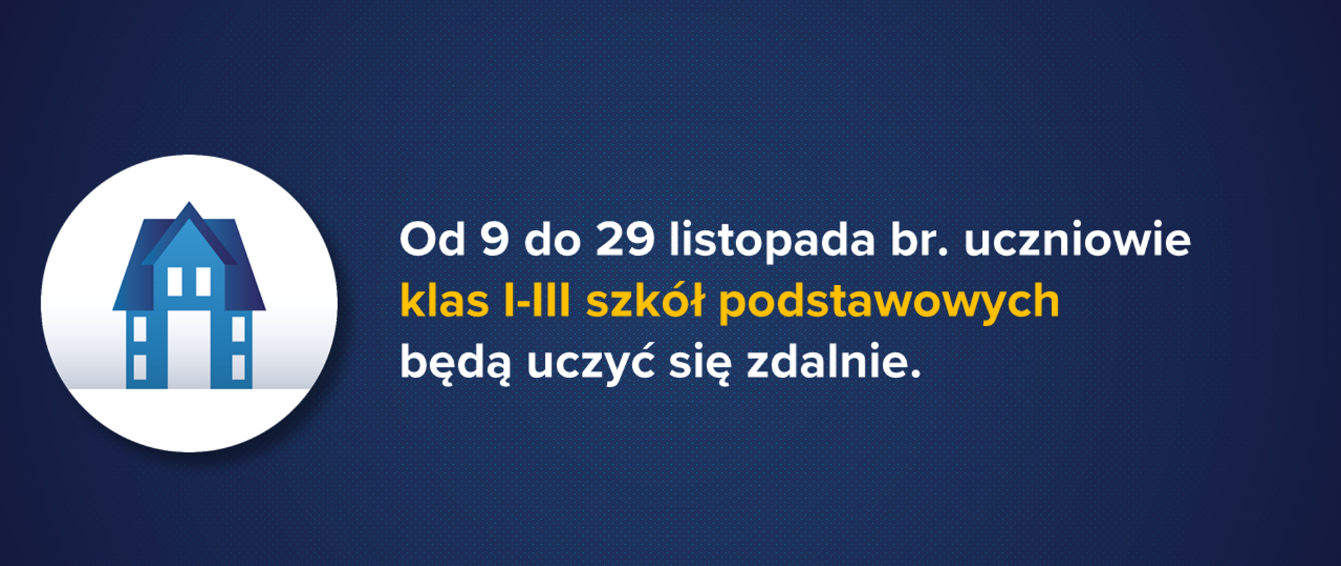 Od 9 do 29 listopada br. uczniowie
klas I-III szkół podstawowych
będą uczyć się zdalnie.